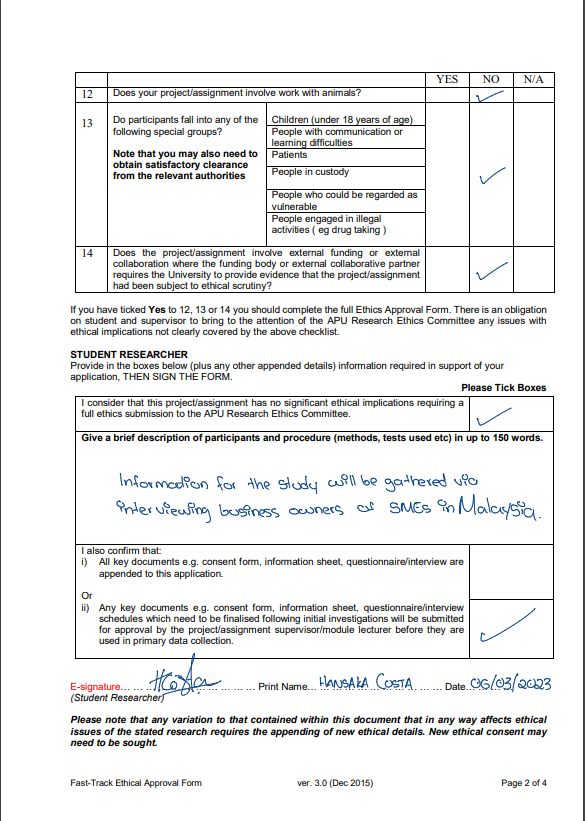 YES NO N/A
12 Does your project/assignment involve work with animals?
13 Do participants fall into any of the
following special groups?
Note that you may also need to
obtain satisfactory clearance
from the relevant authorities
Children (under 18 years of age)
People with communication or
learning difficulties
Patients
People in custody
People who could be regarded as
vulnerable
People engaged in illegal
activities ( eg drug taking )
14 Does the project/assignment involve external funding or external
collaboration where the funding body or external collaborative partner
requires the University to provide evidence that the project/assignment
had been subject to ethical scrutiny?
If you have ticked Yes to 12, 13 or 14 you should complete the full Ethics Approval Form. There is an obligation
on student and supervisor to bring to the attention of the APU Research Ethics Committee any issues with
ethical implications not clearly covered by the above checklist.
STUDENT RESEARCHER
Provide in the boxes below (plus any other appended details) information required in support of your
application, THEN SIGN THE FORM.
Please Tick Boxes
I consider that this project/assignment has no significant ethical implications requiring a
full ethics submission to the APU Research Ethics Committee.
Give a brief description of participants and procedure (methods, tests used etc) in up to 150 words.
Information for the study will be gathered via
interviewing business owners of SMEs in Malaysia.
I also confirm that:
i) All key documents e.g. consent form, information sheet, questionnaire/interview are
appended to this application.
Or
ii) Any key documents e.g. consent form, information sheet, questionnaire/interview
schedules which need to be finalised following initial investigations will be submitted
for approval by the project/assignment supervisor/module lecturer before they are
used in primary data collection.
E-signature... ... Print Name... HANSAKA COSTA ... ... Date 06/03/2023
(Student Researcher)
Please note that any variation to that contained within this document that in any way affects ethical
issues of the stated research requires the appending of new ethical details. New ethical consent may
need to be sought.
Fast-Track Ethical Approval Form ver. 3.0 (Dec 2015) Page 2 of 4